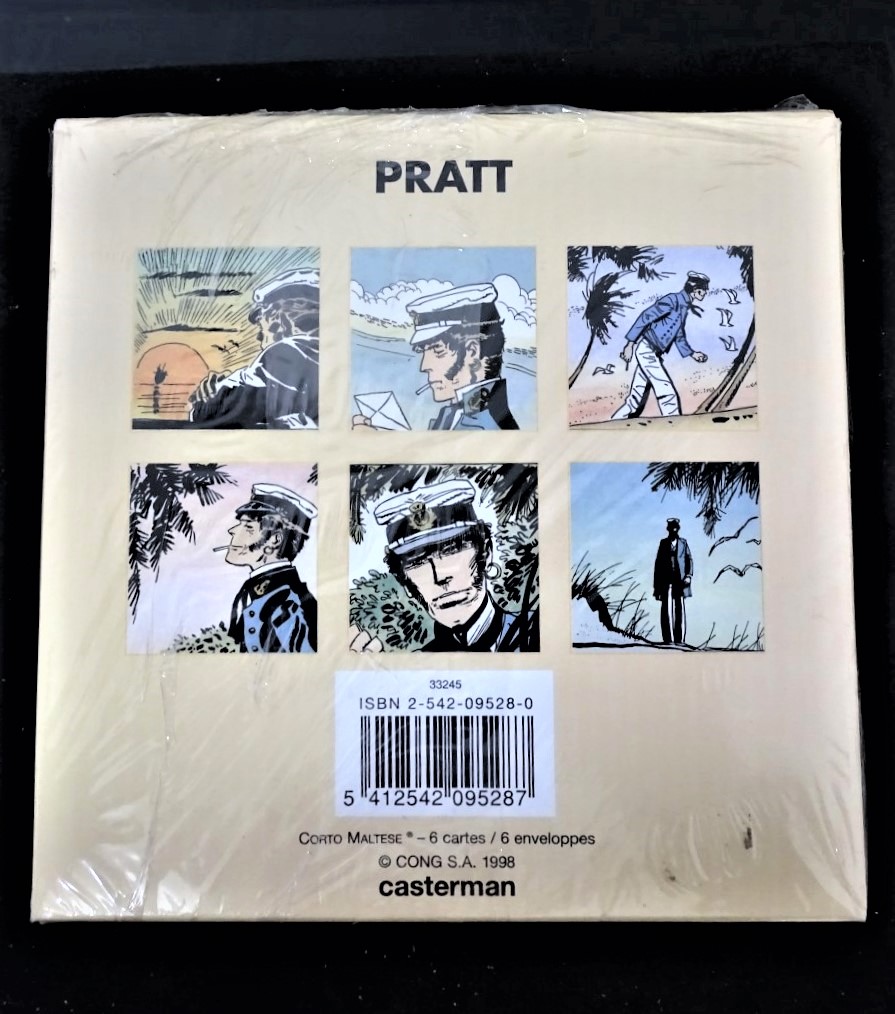 PRATT
33245
ISBN 2-542-09528-0
5 412542 095287
CORTO MALTESE ® – 6 cartes / 6 enveloppes
© CONG S.A. 1998
casterman